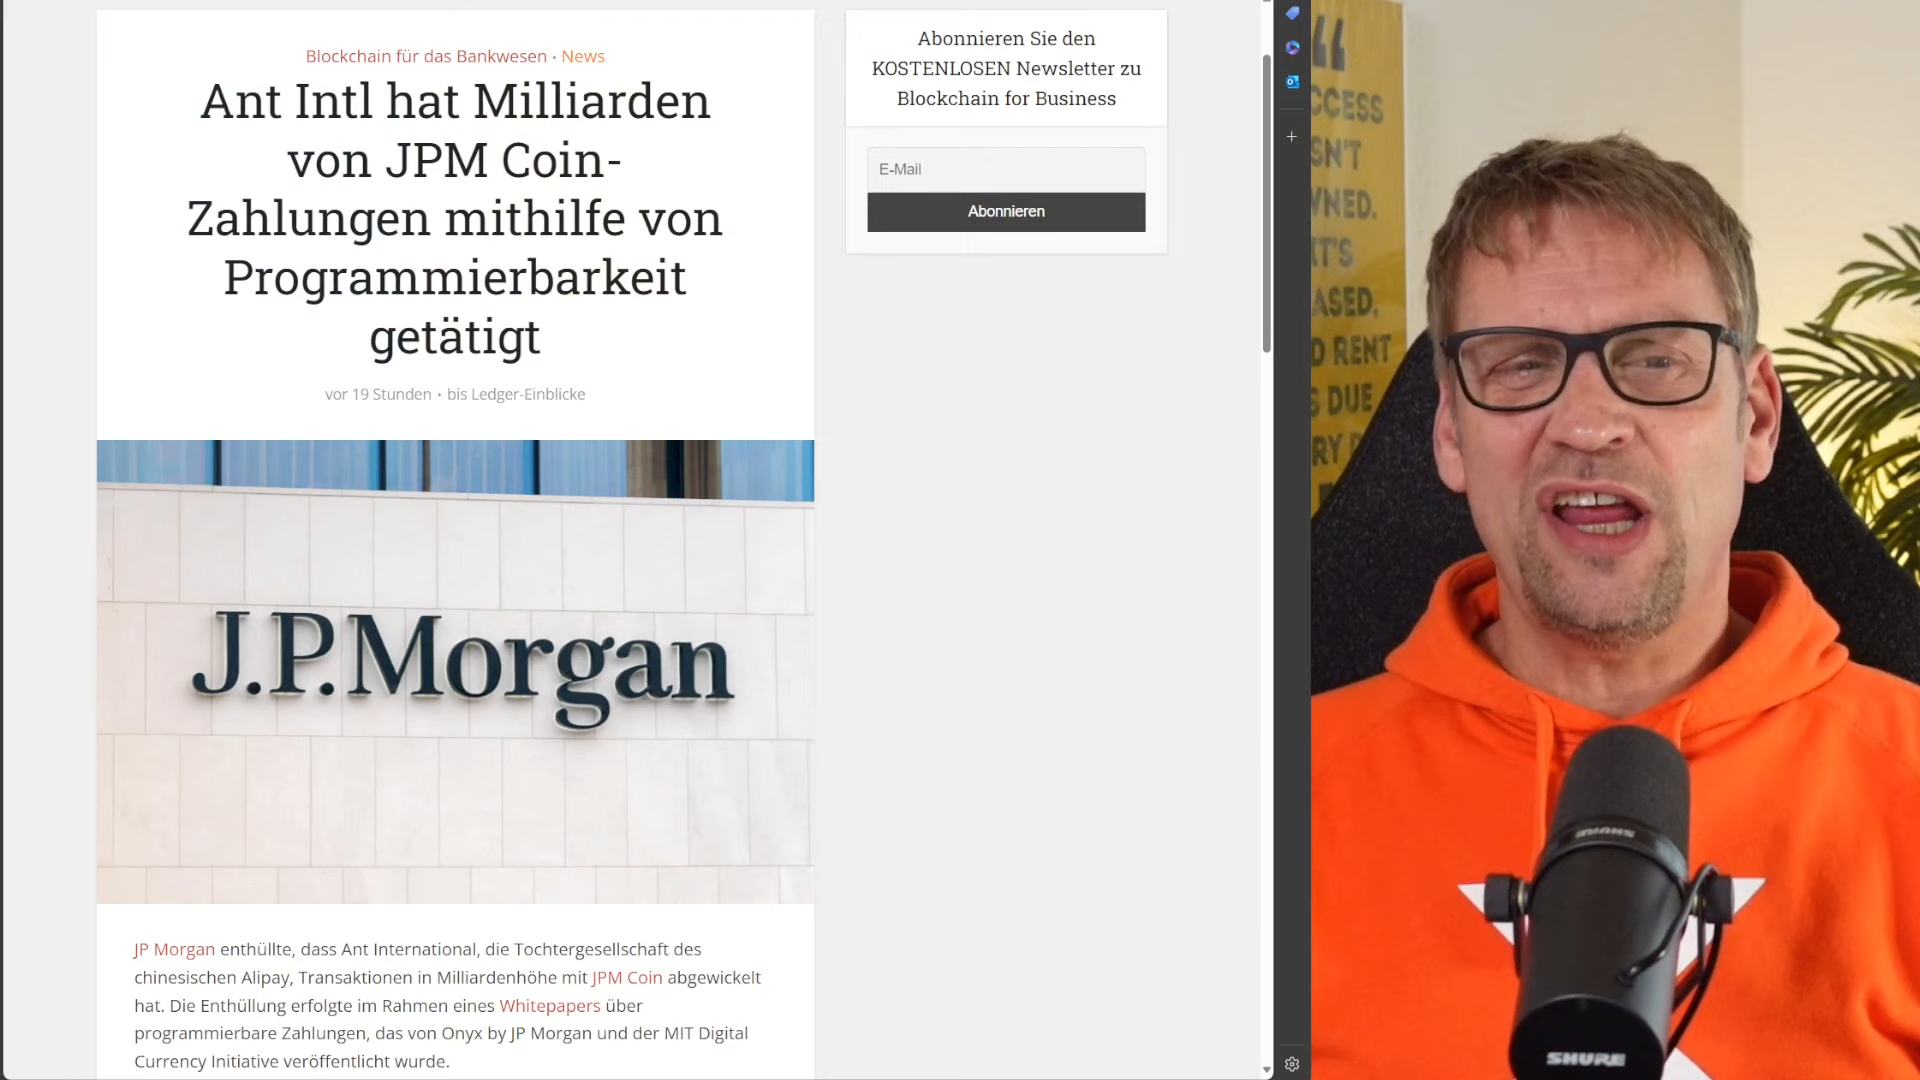 Blockchain für das Bankwesen • News
Ant Intl hat Milliarden
von JPM Coin-
Zahlungen mithilfe von
Programmierbarkeit
getätigt
vor 19 Stunden • bis Ledger-Einblicke
J.P.Morgan
JP Morgan enthüllte, dass Ant International, die Tochtergesellschaft des
chinesischen Alipay, Transaktionen in Milliardenhöhe mit JPM Coin abgewickelt
hat. Die Enthüllung erfolgte im Rahmen eines Whitepapers über
programmierbare Zahlungen, das von Onyx by JP Morgan und der MIT Digital
Currency Initiative veröffentlicht wurde.
Abonnieren Sie den
KOSTENLOSEN Newsletter zu
Blockchain for Business
E-Mail
Abonnieren
CCESS
SN'T
WNED.
IT'S
ASED,
D RENT
S DUE
RY
SHURE
SHURE